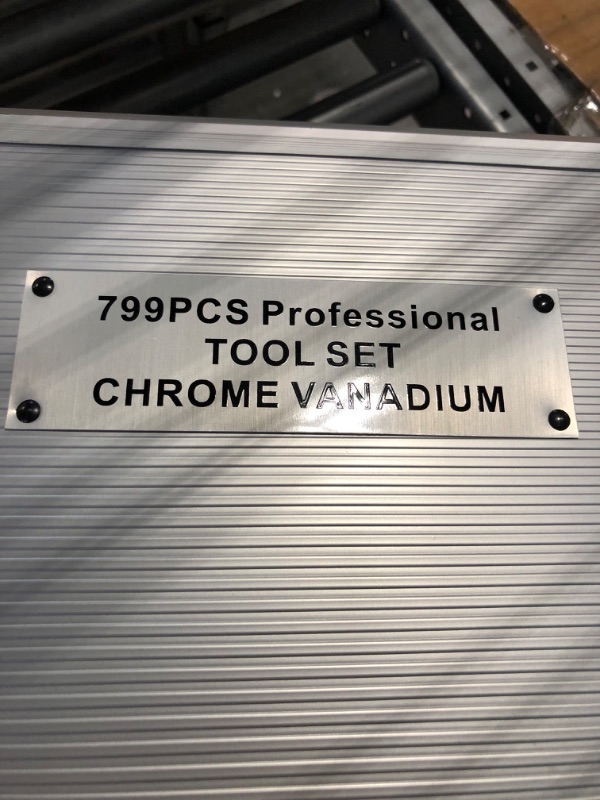 799PCS Professional
TOOL SET
CHROME VANADIUM